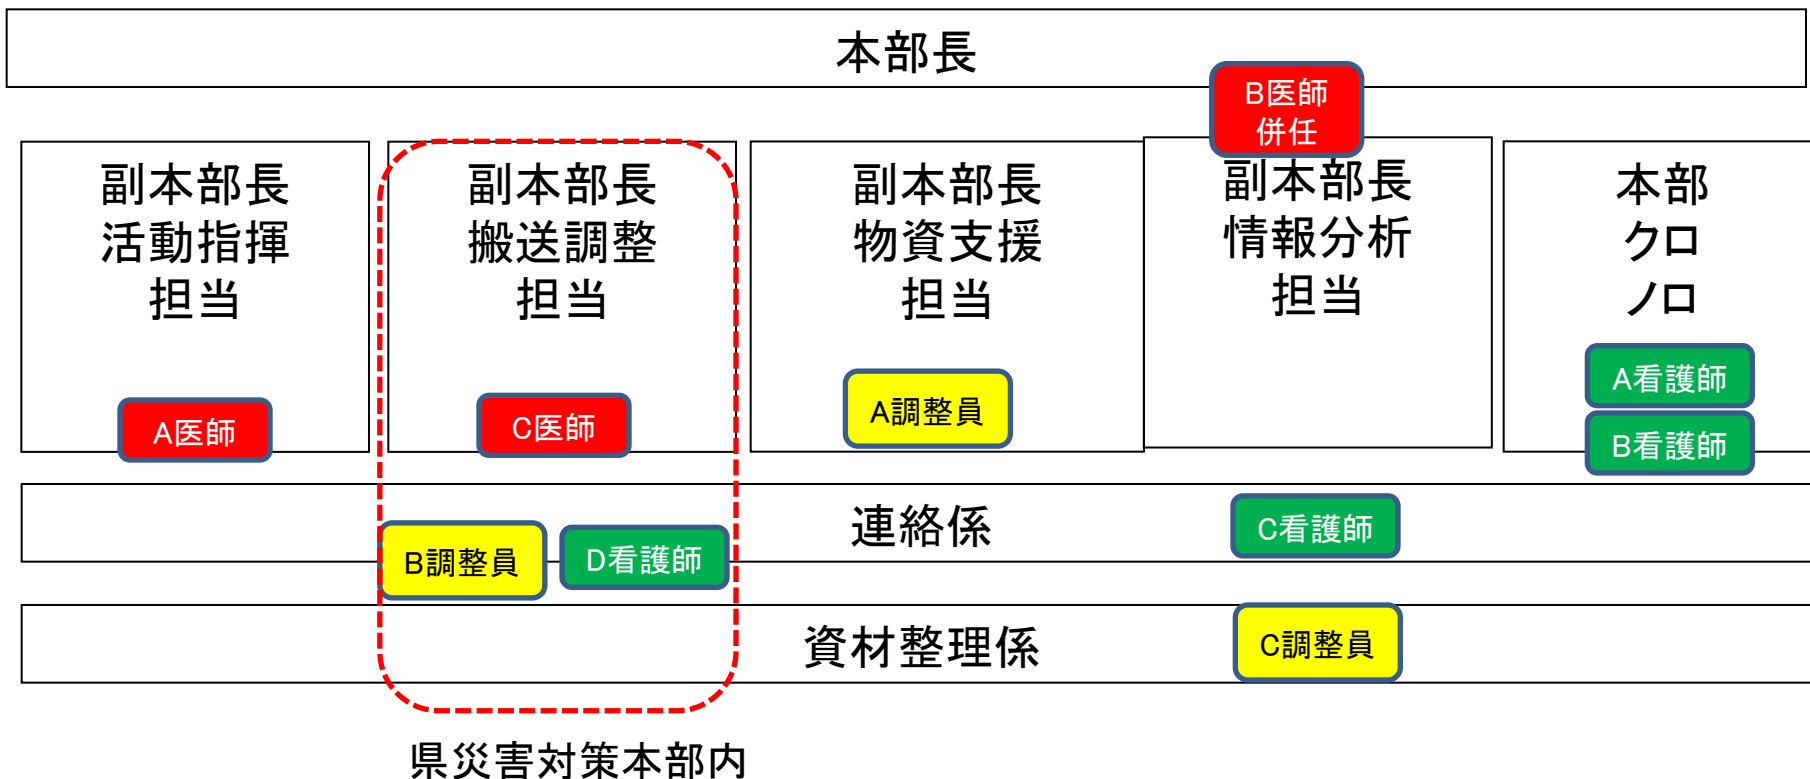 本部長
B医師
併任
副本部長
活動指揮
担当
A医師
副本部長
搬送調整
担当
C医師
副本部長
物資支援
担当
A調整員
副本部長
情報分析
担当
本部
クロ
ノロ
A看護師
B看護師
連絡係
B調整員
D看護師
C看護師
資材整理係
C調整員
県災害対策本部内